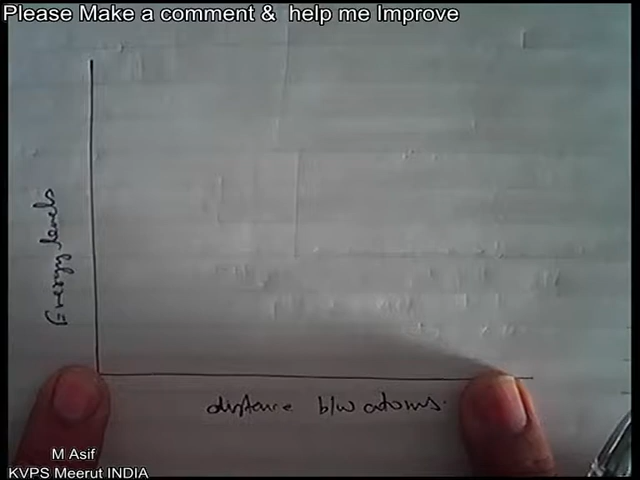 Please Make a comment & help me Improve
Energy levels
distance b/w atoms.
M Asif
KVPS Meerut INDIA